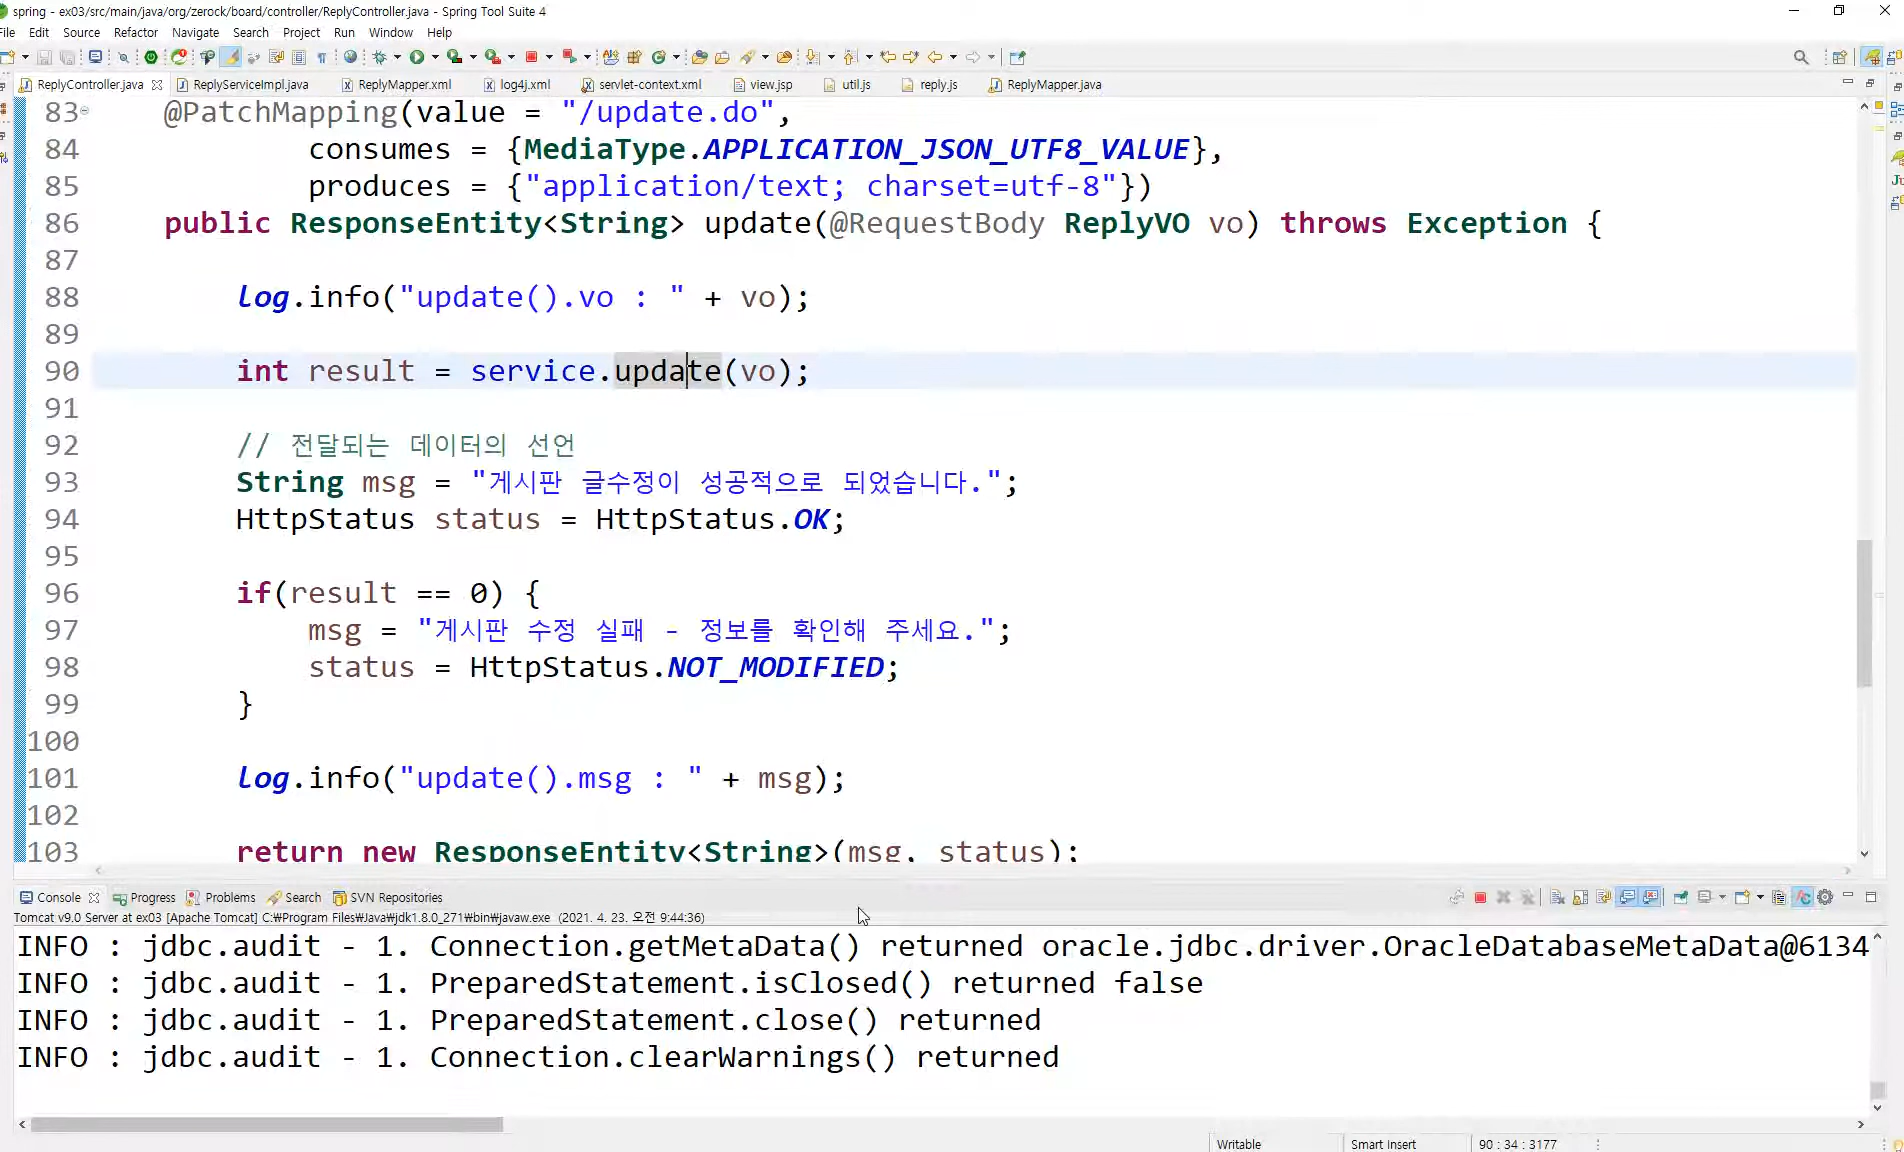 spring - ex03/src/main/java/org/zerock/board/controller/ReplyController.java - Spring Tool Suite 4
File Edit Source Refactor Navigate Search Project Run Window Help
ReplyController.java ReplyServiceImpl.java ReplyMapper.xml log4j.xml servlet-context.xml view.jsp util.js reply.js ReplyMapper.java
83 @PatchMapping(value = "/update.do",
84 consumes = {MediaType.APPLICATION_JSON_UTF8_VALUE},
85 produces = {"application/text; charset=utf-8"})
86 public ResponseEntity<String> update(@RequestBody ReplyVO vo) throws Exception {
87
88 log.info("update().vo : " + vo);
89
90 int result = service.update(vo);
91
92 // 전달되는 데이터의 선언
93 String msg = "게시판 글수정이 성공적으로 되었습니다.";
94 HttpStatus status = HttpStatus.OK;
95
96 if(result == 0) {
97 msg = "게시판 수정 실패 - 정보를 확인해 주세요.";
98 status = HttpStatus.NOT_MODIFIED;
99 }
100
101 log.info("update().msg : " + msg);
102
103 return new ResponseEntity<String>(msg, status);
Console Progress Problems Search SVN Repositories
Tomcat v9.0 Server at ex03 [Apache Tomcat] C:₩Program Files₩Java₩jdk1.8.0_271₩bin₩javaw.exe (2021. 4. 23. 오전 9:44:36)
INFO : jdbc.audit - 1. Connection.getMetaData() returned oracle.jdbc.driver.OracleDatabaseMetaData@6134
INFO : jdbc.audit - 1. PreparedStatement.isClosed() returned false
INFO : jdbc.audit - 1. PreparedStatement.close() returned
INFO : jdbc.audit - 1. Connection.clearWarnings() returned
Writable Smart Insert 90 : 34 : 3177